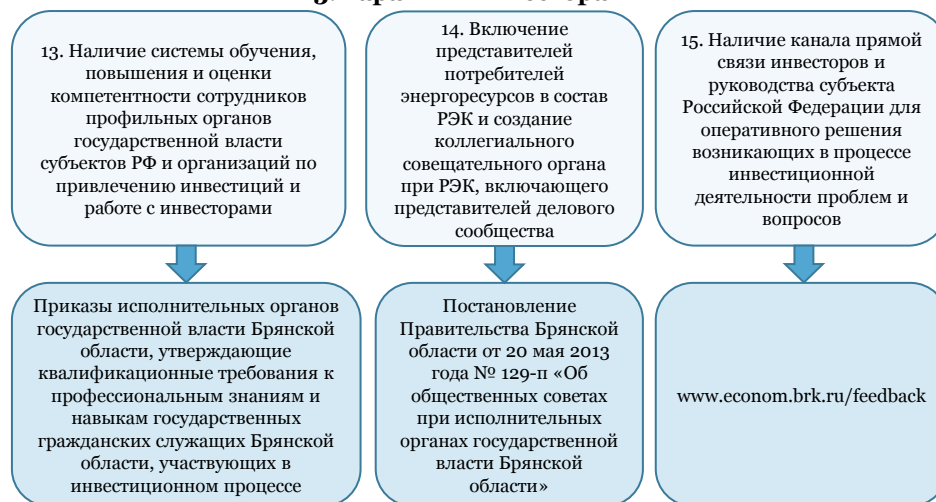 13. Наличие системы обучения,
повышения и оценки
компетентности сотрудников
профильных органов
государственной власти
субъектов РФ и организаций по
привлечению инвестиций и
работе с инвесторами
14. Включение
представителей
потребителей
энергоресурсов в состав
РЭК и создание
коллегиального
совещательного органа
при РЭК, включающего
представителей делового
сообщества
15. Наличие канала прямой
связи инвесторов и
руководства субъекта
Российской Федерации для
оперативного решения
возникающих в процессе
инвестиционной
деятельности проблем и
вопросов
Приказы исполнительных органов
государственной власти Брянской
области, утверждающие
квалификационные требования к
профессиональным знаниям и
навыкам государственных
гражданских служащих Брянской
области, участвующих в
инвестиционном процессе
Постановление
Правительства Брянской
области от 20 мая 2013
года № 129-п «Об
общественных советах
при исполнительных
органах государственной
власти Брянской
области»
www.econom.brk.ru/feedback